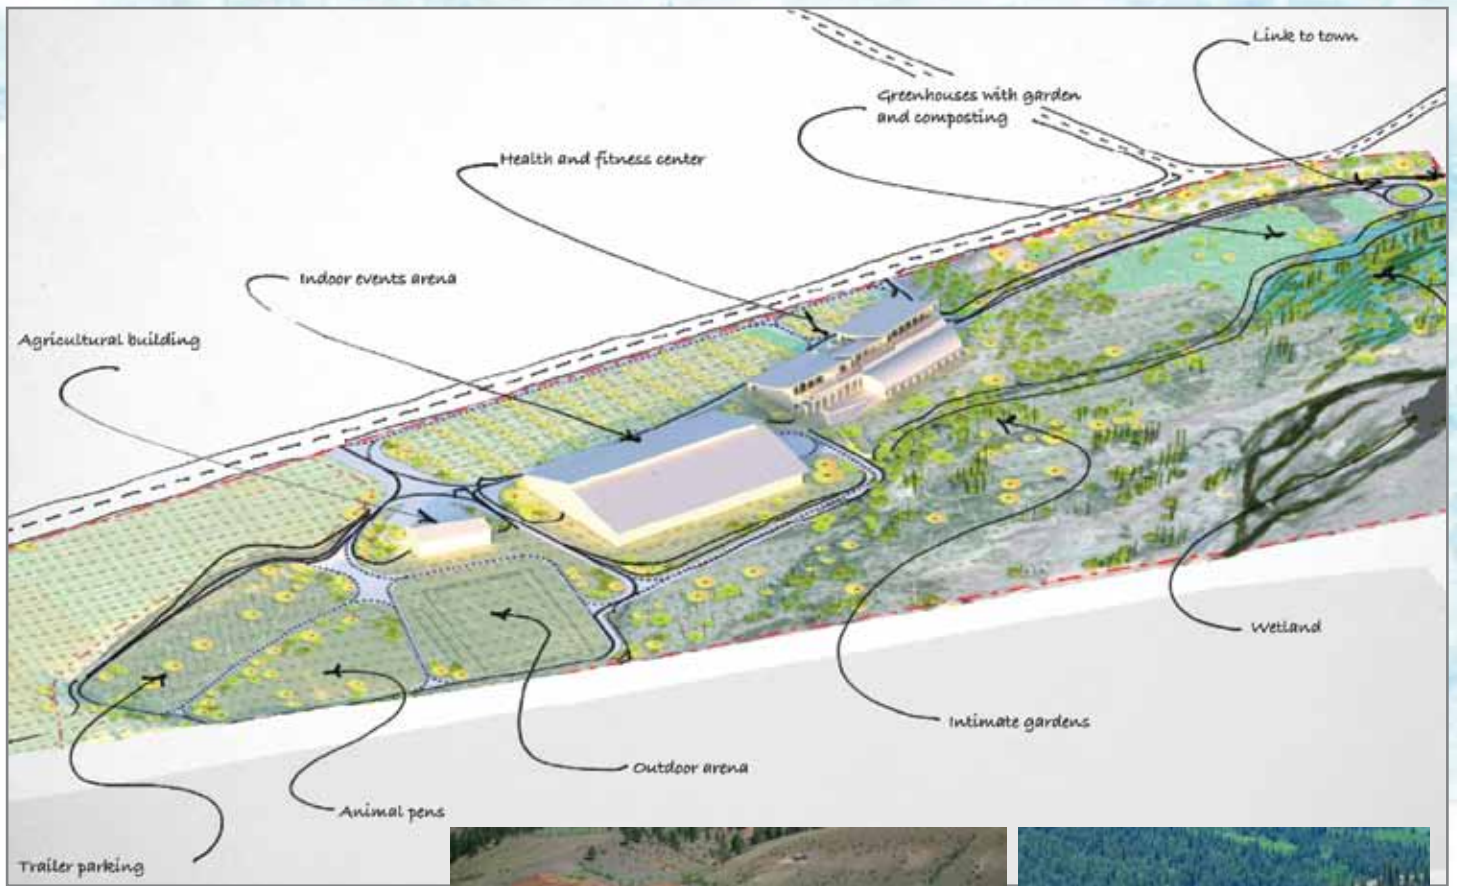 Link to town
Greenhouses with garden
and composting
Health and fitness center
Indoor events arena
Agricultural building
Wetland
Intimate gardens
Outdoor arena
Animal pens
Trailer parking